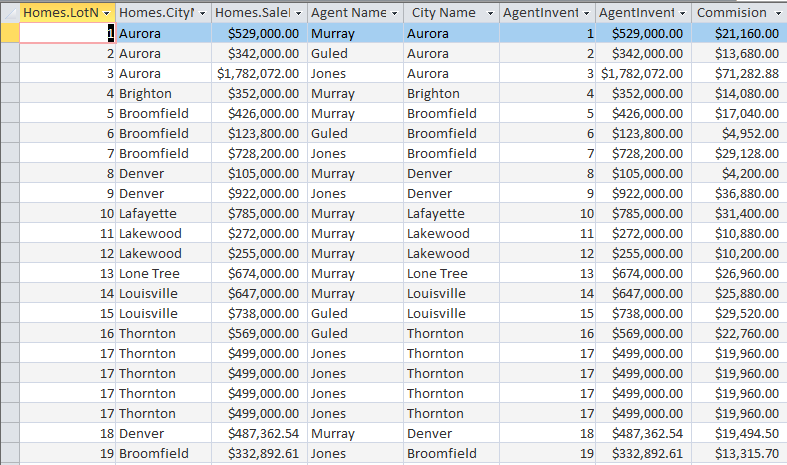 Homes.LotN Homes.CityN Homes.SaleI Agent Name City Name AgentInvent AgentInvent Commision
1 Aurora $529,000.00 Murray Aurora 1 $529,000.00 $21,160.00
2 Aurora $342,000.00 Guled Aurora 2 $342,000.00 $13,680.00
3 Aurora $1,782,072.00 Jones Aurora 3 $1,782,072.00 $71,282.88
4 Brighton $352,000.00 Murray Brighton 4 $352,000.00 $14,080.00
5 Broomfield $426,000.00 Murray Broomfield 5 $426,000.00 $17,040.00
6 Broomfield $123,800.00 Guled Broomfield 6 $123,800.00 $4,952.00
7 Broomfield $728,200.00 Jones Broomfield 7 $728,200.00 $29,128.00
8 Denver $105,000.00 Murray Denver 8 $105,000.00 $4,200.00
9 Denver $922,000.00 Jones Denver 9 $922,000.00 $36,880.00
10 Lafayette $785,000.00 Murray Lafayette 10 $785,000.00 $31,400.00
11 Lakewood $272,000.00 Murray Lakewood 11 $272,000.00 $10,880.00
12 Lakewood $255,000.00 Murray Lakewood 12 $255,000.00 $10,200.00
13 Lone Tree $674,000.00 Murray Lone Tree 13 $674,000.00 $26,960.00
14 Louisville $647,000.00 Murray Louisville 14 $647,000.00 $25,880.00
15 Louisville $738,000.00 Guled Louisville 15 $738,000.00 $29,520.00
16 Thornton $569,000.00 Guled Thornton 16 $569,000.00 $22,760.00
17 Thornton $499,000.00 Jones Thornton 17 $499,000.00 $19,960.00
17 Thornton $499,000.00 Jones Thornton 17 $499,000.00 $19,960.00
17 Thornton $499,000.00 Jones Thornton 17 $499,000.00 $19,960.00
17 Thornton $499,000.00 Jones Thornton 17 $499,000.00 $19,960.00
18 Denver $487,362.54 Murray Denver 18 $487,362.54 $19,494.50
19 Broomfield $332,892.61 Jones Broomfield 19 $332,892.61 $13,315.70